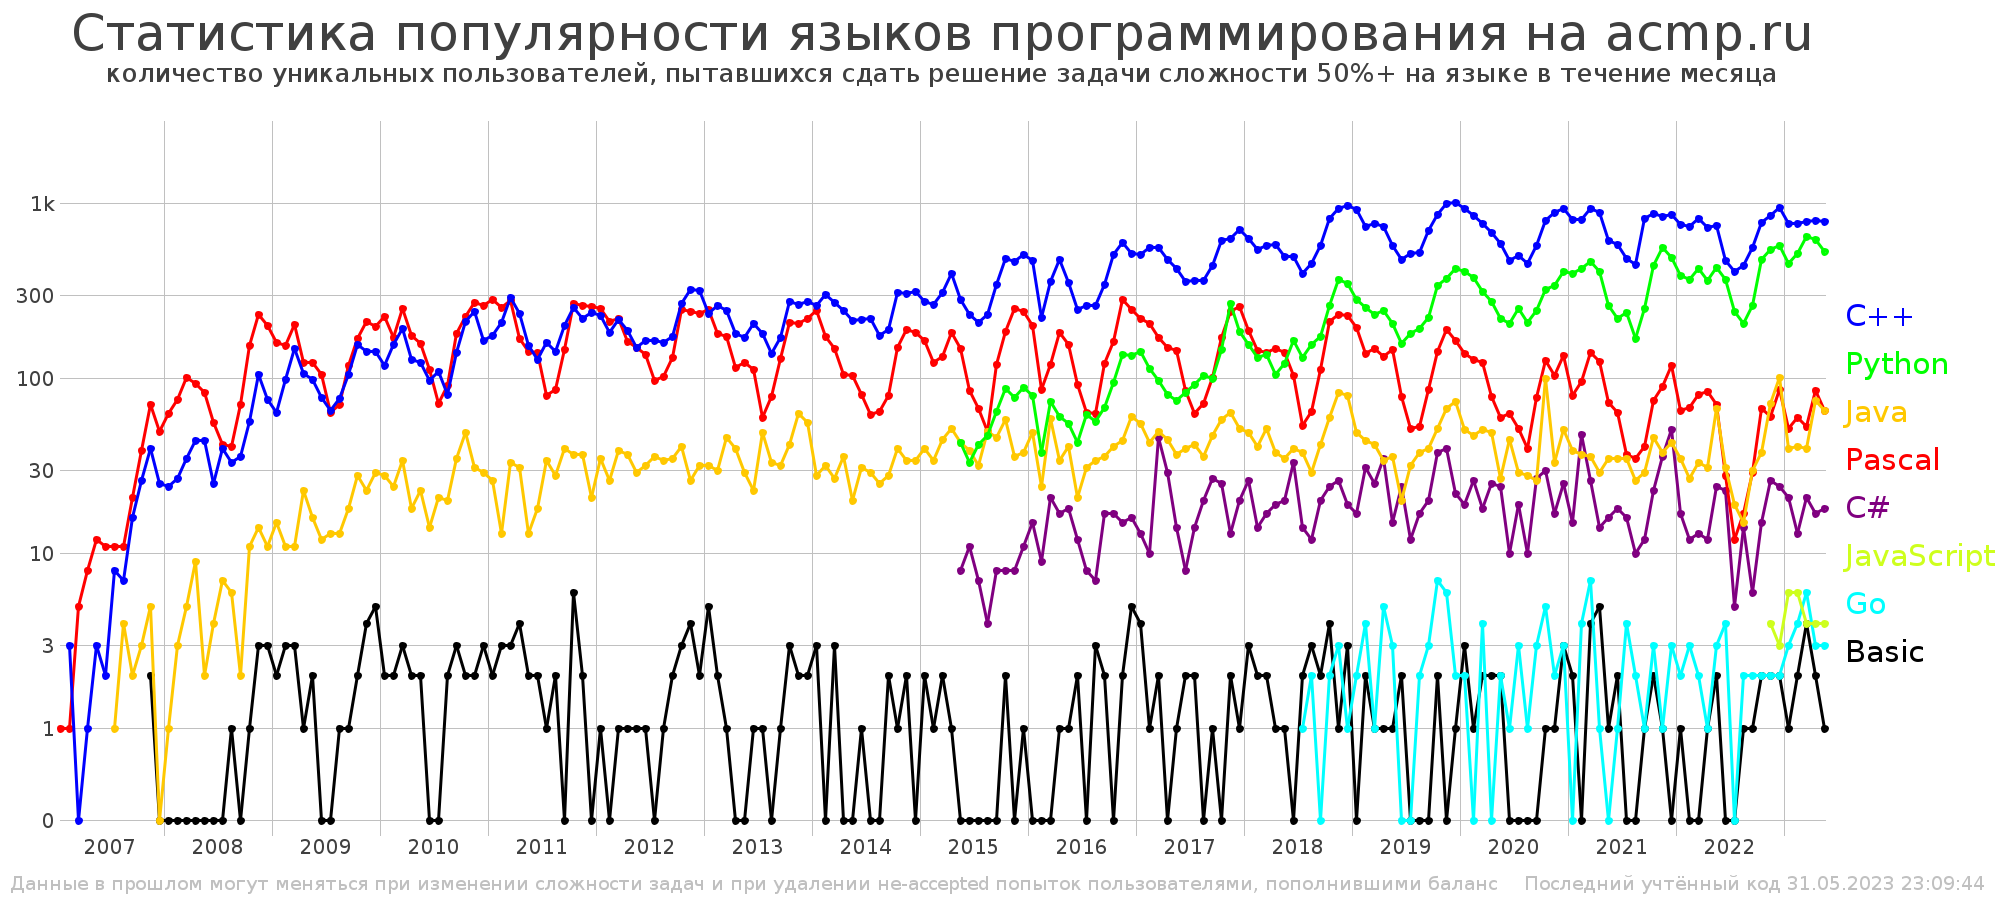 Статистика популярности языков программирования на acmp.ru
количество уникальных пользователей, пытавшихся сдать решение задачи сложности 50%+ на языке в течение месяца
1k
300
100
30
10
3
1
0
C++
Python
Java
Pascal
C#
JavaScript
Go
Basic
2007 2008 2009 2010 2011 2012 2013 2014 2015 2016 2017 2018 2019 2020 2021 2022
Данные в прошлом могут меняться при изменении сложности задач и при удалении не-accepted попыток пользователями, пополнившими баланс Последний учтённый код 31.05.2023 23:09:44